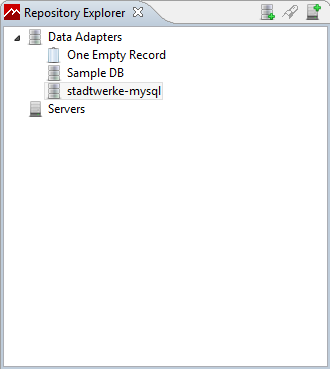 Repository Explorer
Data Adapters
One Empty Record
Sample DB
stadtwerke-mysql
Servers